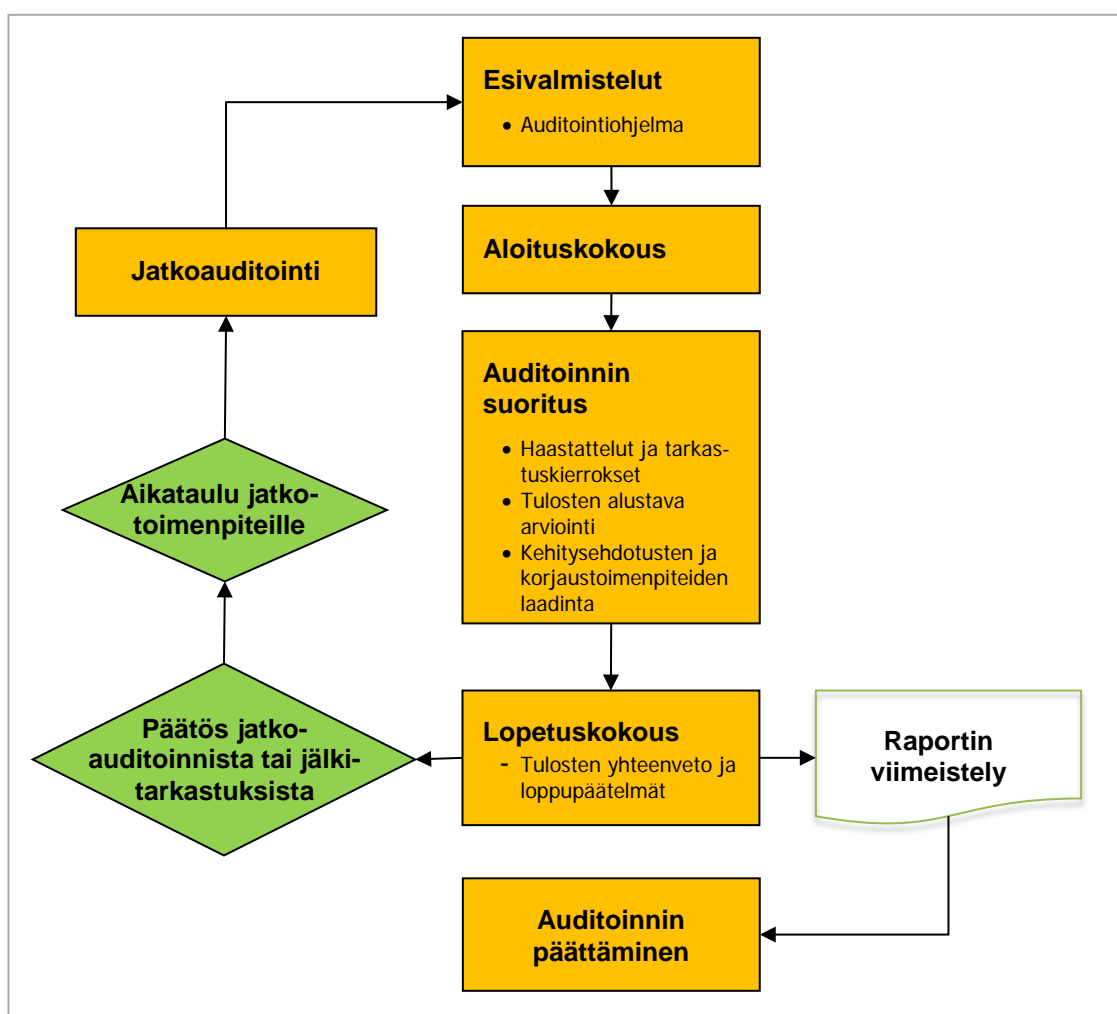 Esivalmistelut
• Auditointiohjelma
Aloituskokous
Jatkoauditointi
Auditoinnin
suoritus
• Haastattelut ja tarkas-
tuskierrokset
• Tulosten alustava
arviointi
• Kehitysehdotusten ja
korjaustoimenpiteiden
laadinta
Aikataulu jatko-
toimenpiteille
Päätös jatko-
auditoinnista tai jälki-
tarkastuksista
Lopetuskokous
- Tulosten yhteenveto ja
loppupäätelmät
Raportin
viimeistely
Auditoinnin
päättäminen